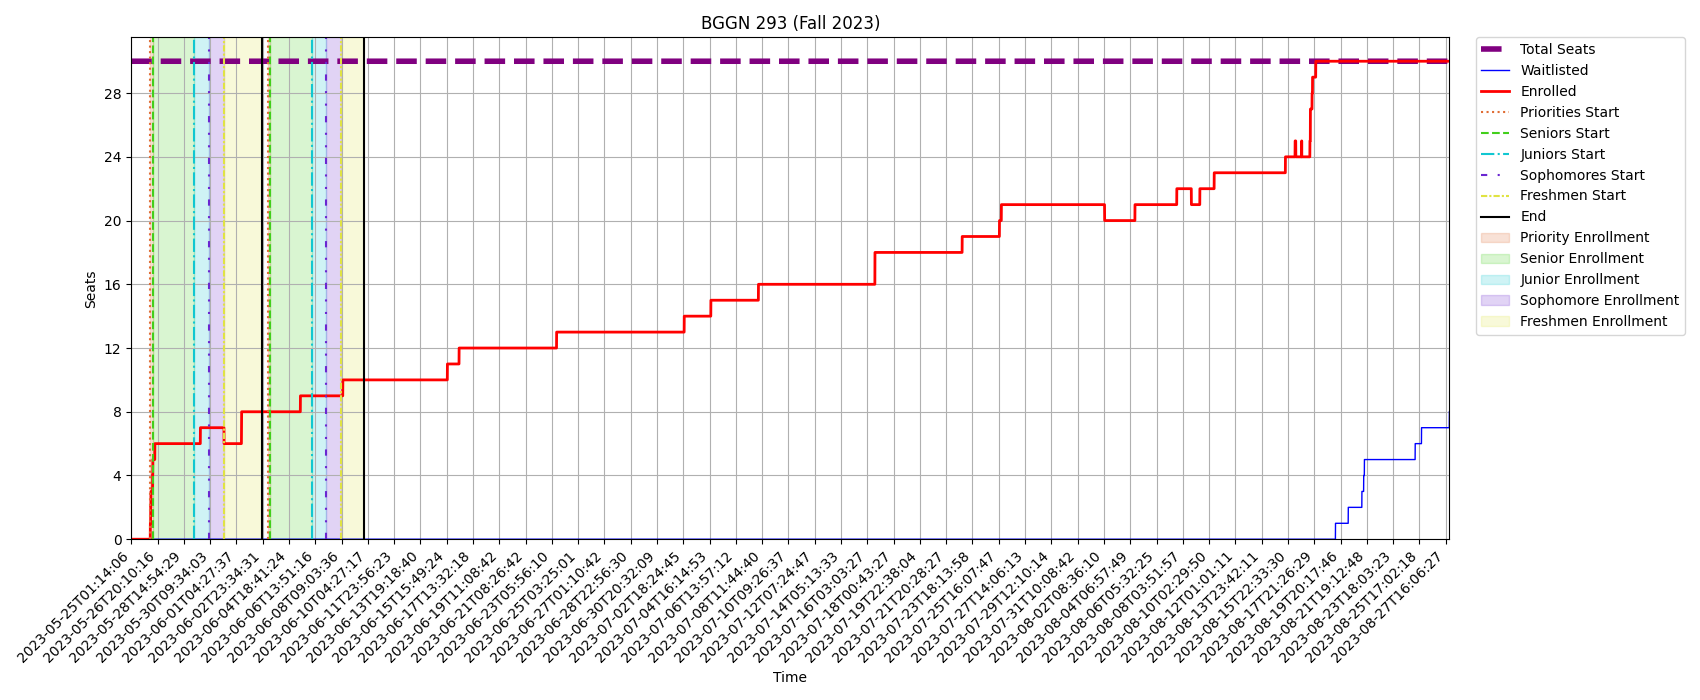 BGGN 293 (Fall 2023)
Total Seats
Waitlisted
Enrolled
Priorities Start
Seniors Start
Juniors Start
Sophomores Start
Freshmen Start
End
Priority Enrollment
Senior Enrollment
Junior Enrollment
Sophomore Enrollment
Freshmen Enrollment
Seats
28
24
20
16
12
8
4
0
2023-05-25T01:14:06
2023-05-26T20:10:16
2023-05-28T14:54:29
2023-05-30T09:34:03
2023-06-01T04:27:37
2023-06-02T23:34:31
2023-06-04T18:41:24
2023-06-06T13:51:16
2023-06-08T09:03:36
2023-06-10T04:27:17
2023-06-11T23:56:23
2023-06-13T19:18:40
2023-06-15T15:49:24
2023-06-17T13:32:18
2023-06-19T11:08:42
2023-06-21T08:26:42
2023-06-23T05:56:10
2023-06-25T03:25:01
2023-06-27T01:10:42
2023-06-28T22:56:30
2023-06-30T20:32:09
2023-07-02T18:24:45
2023-07-04T16:14:53
2023-07-06T13:57:12
2023-07-08T11:44:40
2023-07-10T09:26:37
2023-07-12T07:24:47
2023-07-14T05:13:33
2023-07-16T03:03:27
2023-07-18T00:43:27
2023-07-19T22:38:04
2023-07-21T20:28:27
2023-07-23T18:13:58
2023-07-25T16:07:47
2023-07-27T14:06:13
2023-07-29T12:10:14
2023-07-31T10:08:42
2023-08-02T08:36:10
2023-08-04T06:57:49
2023-08-06T05:32:25
2023-08-08T03:51:57
2023-08-10T02:29:50
2023-08-12T01:01:11
2023-08-13T23:42:11
2023-08-15T22:33:30
2023-08-17T21:26:29
2023-08-19T20:17:46
2023-08-21T19:12:48
2023-08-23T18:03:23
2023-08-25T17:02:18
2023-08-27T16:06:27
Time